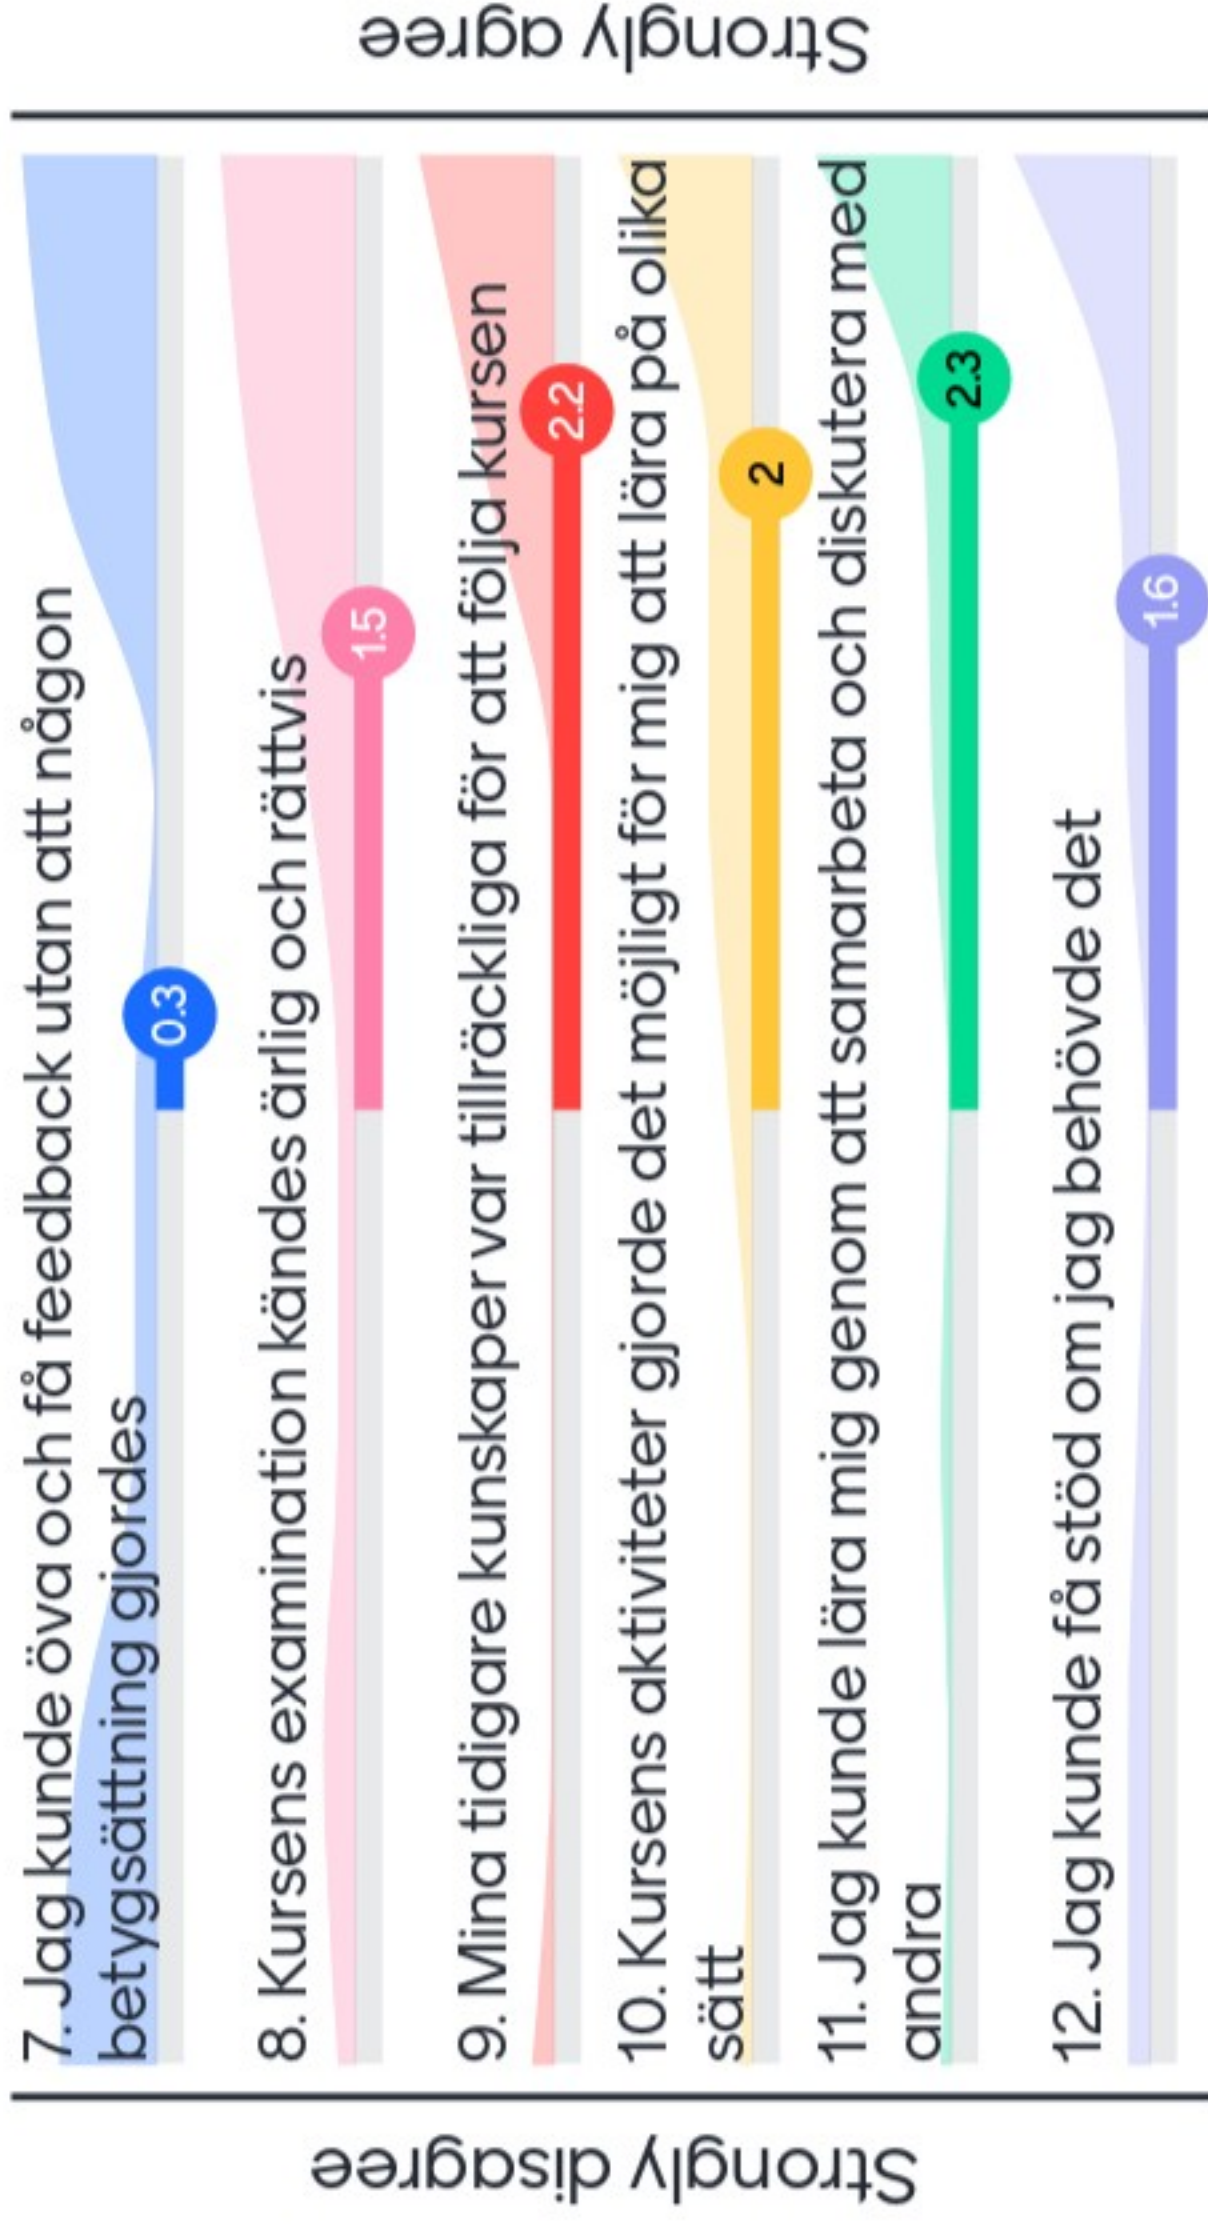 7. Jag kunde öva och få feedback utan att någon
betygsättning gjordes
0.3
8. Kursens examination kändes ärlig och rättvis
1.5
9. Mina tidigare kunskaper var tillräckliga för att följa kursen
2.2
10. Kursens aktiviteter gjorde det möjligt för mig att lära på olika
sätt
2
11. Jag kunde lära mig genom att samarbeta och diskutera med
andra
2.3
12. Jag kunde få stöd om jag behövde det
1.6
Strongly disagree
Strongly agree